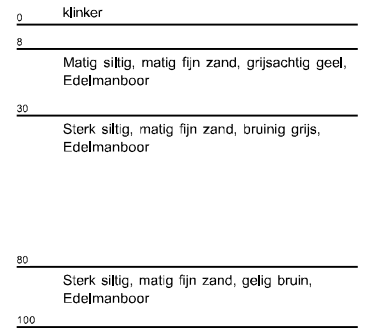 0 klinker
8
Matig siltig, matig fijn zand, grijsachtig geel,
Edelmanboor
30
Sterk siltig, matig fijn zand, bruinig grijs,
Edelmanboor
80
Sterk siltig, matig fijn zand, gelig bruin,
Edelmanboor
100